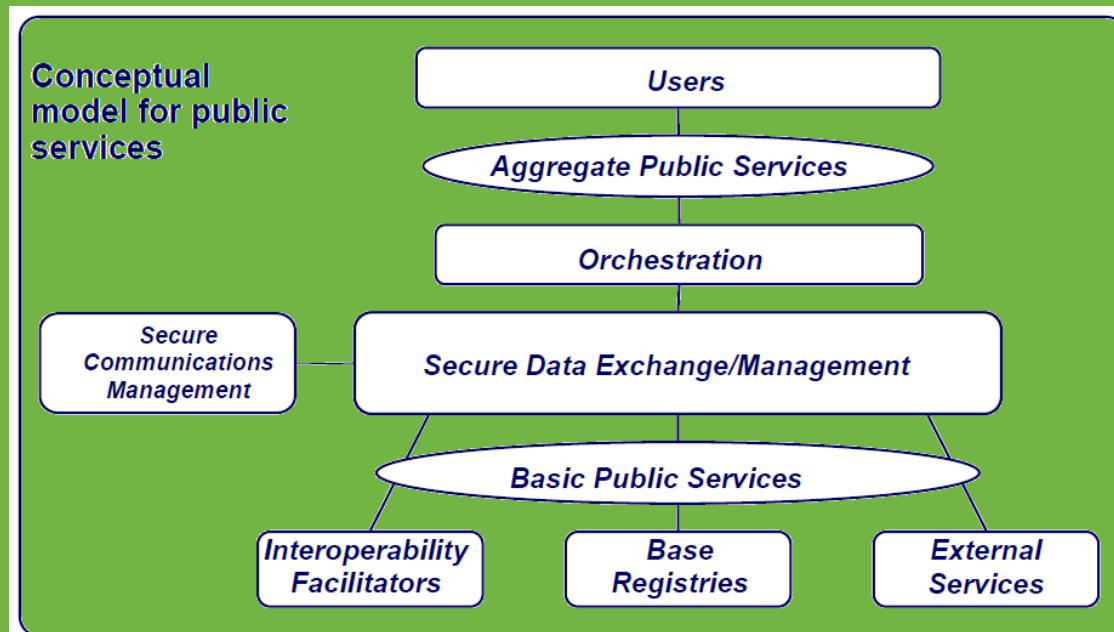 Conceptual
model for public
services
Users
Aggregate Public Services
Orchestration
Secure
Communications
Management
Secure Data Exchange/Management
Basic Public Services
Interoperability
Facilitators
Base
Registries
External
Services